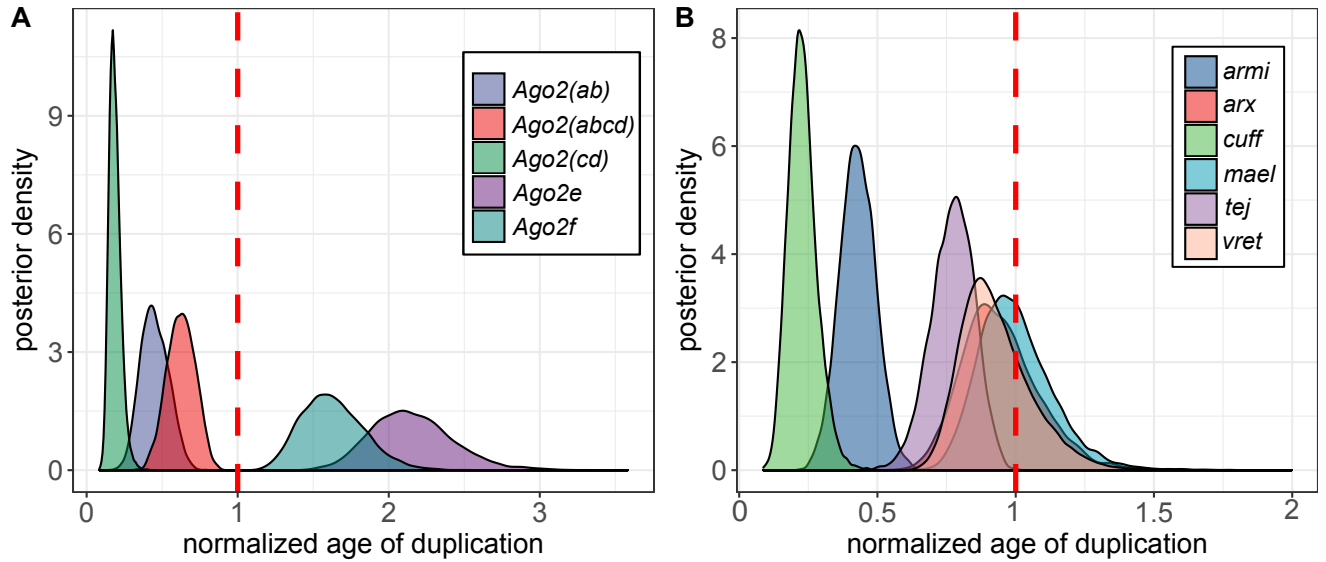 A
posterior density
9
6
3
0
0
1
2
3
normalized age of duplication
Ago2(ab)
Ago2(abcd)
Ago2(cd)
Ago2e
Ago2f
B
posterior density
8
6
4
2
0
0
0.5
1
1.5
2
normalized age of duplication
armi
arx
cuff
mael
tej
vret